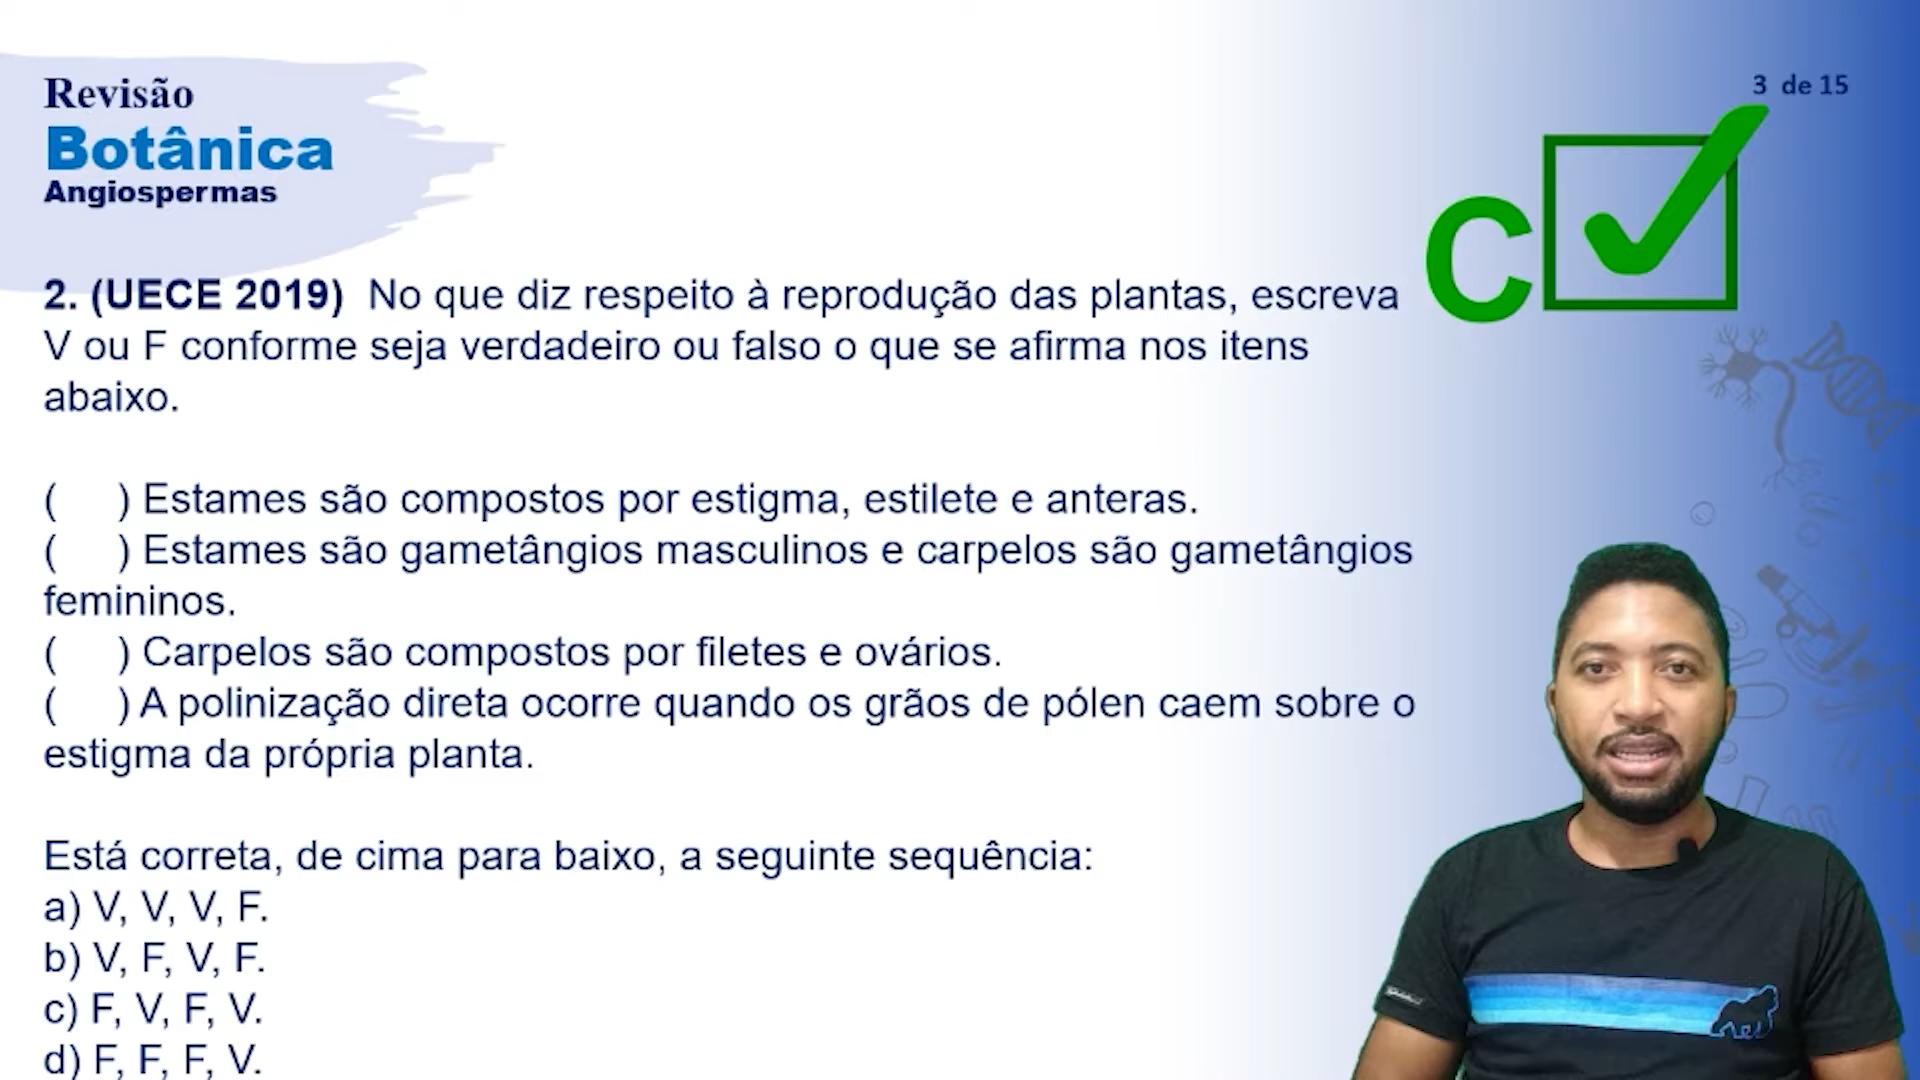 Revisão
Botânica
Angiospermas
3 de 15
C
2. (UECE 2019) No que diz respeito à reprodução das plantas, escreva
V ou F conforme seja verdadeiro ou falso o que se afirma nos itens
abaixo.
( ) Estames são compostos por estigma, estilete e anteras.
( ) Estames são gametângios masculinos e carpelos são gametângios
femininos.
( ) Carpelos são compostos por filetes e ovários.
( ) A polinização direta ocorre quando os grãos de pólen caem sobre o
estigma da própria planta.
Está correta, de cima para baixo, a seguinte sequência:
a) V, V, V, F.
b) V, F, V, F.
c) F, V, F, V.
d) F, F, F, V.